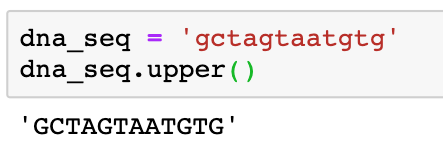 dna_seq = 'gctagtaatgtg'
dna_seq.upper()
'GCTAGTAATGTG'